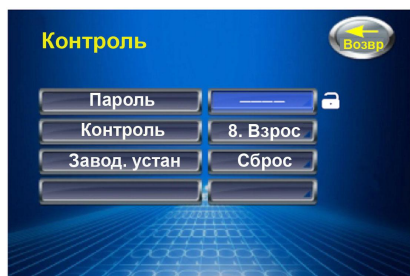 Контроль
Возвр
Пароль ————
Контроль 8. Взрос
Завод. устан Сброс